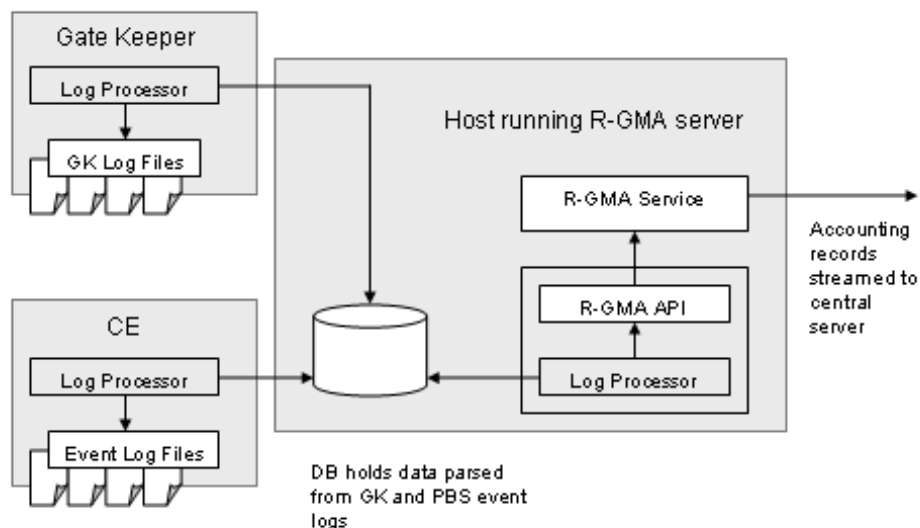 Gate Keeper
Log Processor
GK Log Files
Host running R-GMA server
R-GMA Service
Accounting
records
streamed to
central
server
R-GMA API
Log Processor
CE
Log Processor
Event Log Files
DB holds data parsed
from GK and PBS event
logs